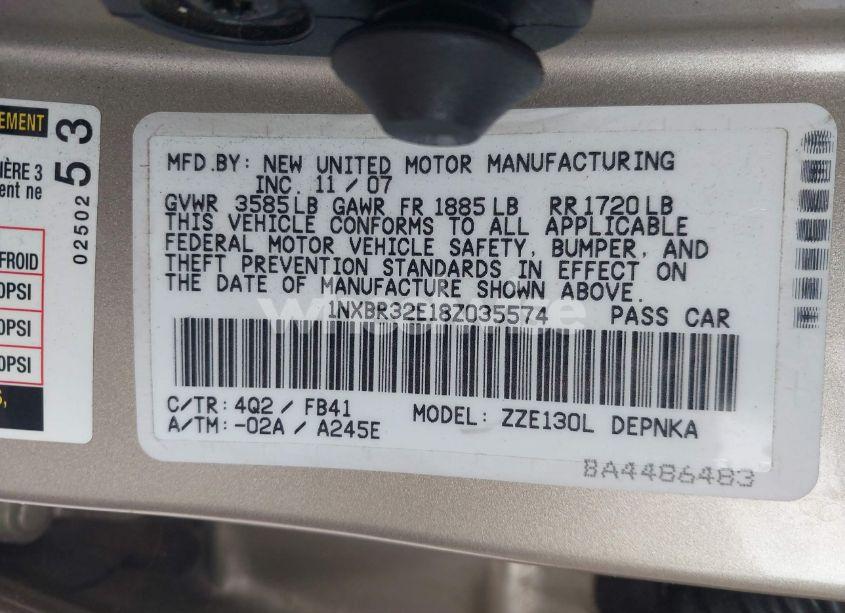 EMENT
IÈRE 3
ent ne
FROID
0PSI
0PSI
0PSI
02502 53
MFD.BY: NEW UNITED MOTOR MANUFACTURING
INC. 11 / 07
GVWR 3585LB GAWR FR 1885LB RR1720LB
THIS VEHICLE CONFORMS TO ALL APPLICABLE
FEDERAL MOTOR VEHICLE SAFETY, BUMPER, AND
THEFT PREVENTION STANDARDS IN EFFECT ON
THE DATE OF MANUFACTURE SHOWN ABOVE.
1NXBR32E18Z035574 PASS CAR
C/TR: 4Q2 / FB41 MODEL: ZZE130L DEPNKA
A/TM: -02A / A245E
BA4486483